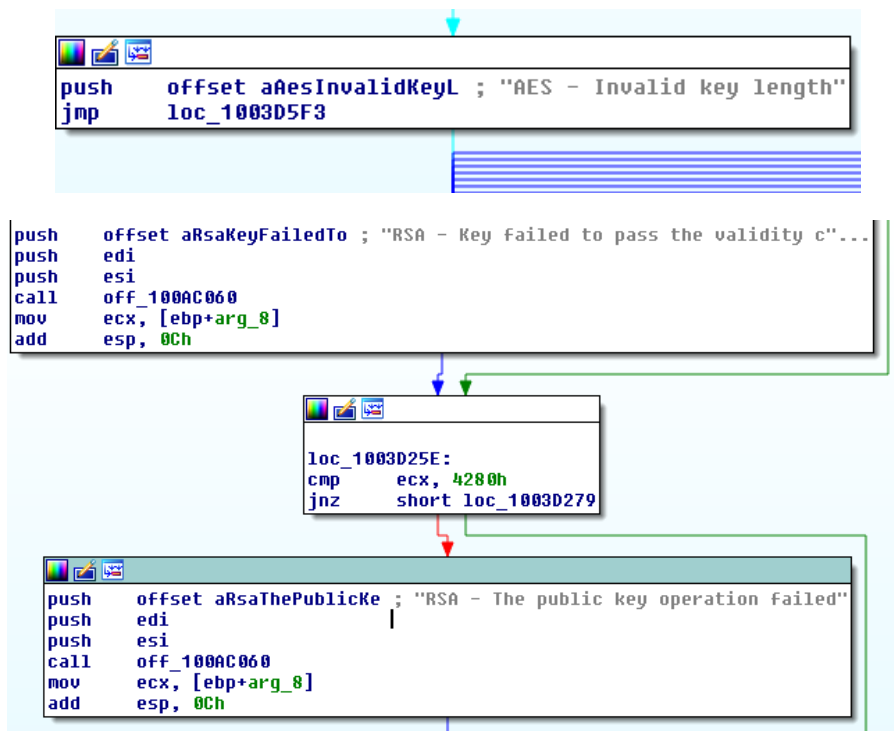 push offset aAesInvalidKeyL ; "AES - Invalid key length"
jmp loc_1003D5F3
push offset aRsaKeyFailedTo ; "RSA - Key failed to pass the validity c"...
push edi
push esi
call off_100AC060
mov ecx, [ebp+arg_8]
add esp, 0Ch
loc_1003D25E:
cmp ecx, 4280h
jnz short loc_1003D279
push offset aRsaThePublicKe ; "RSA - The public key operation failed"
push edi
push esi
call off_100AC060
mov ecx, [ebp+arg_8]
add esp, 0Ch